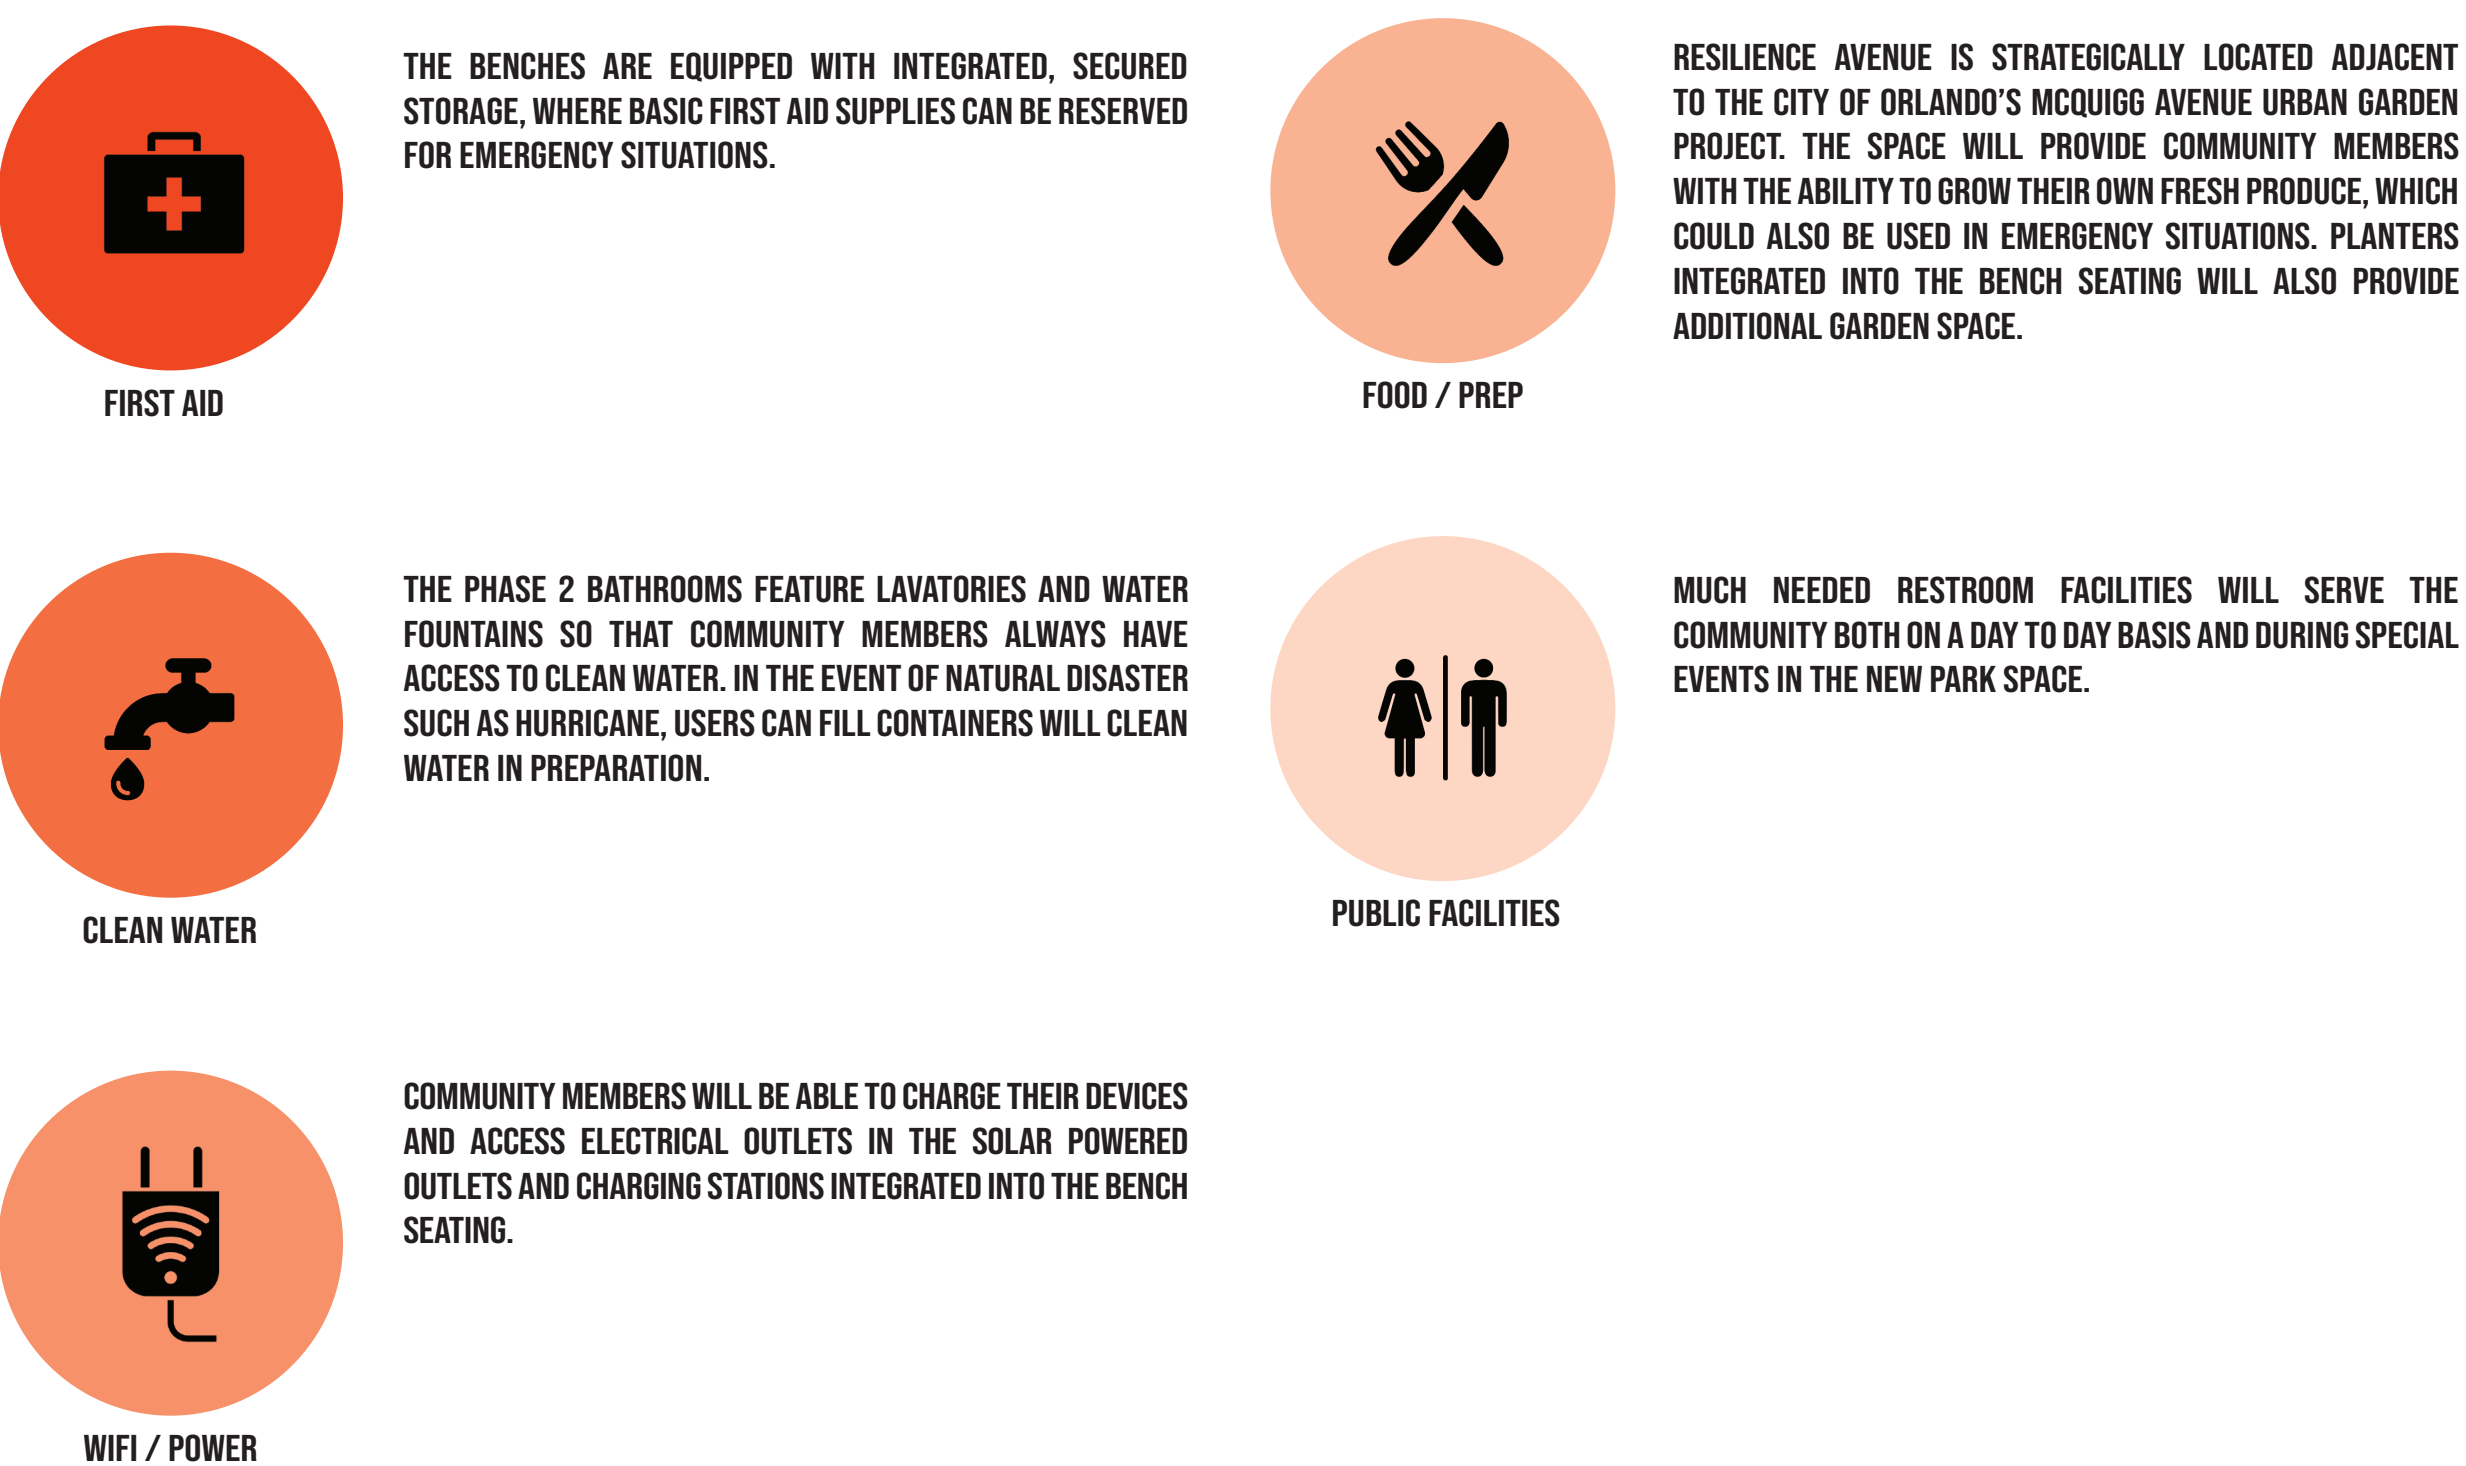 THE BENCHES ARE EQUIPPED WITH INTEGRATED, SECURED
STORAGE, WHERE BASIC FIRST AID SUPPLIES CAN BE RESERVED
FOR EMERGENCY SITUATIONS.
FIRST AID
THE PHASE 2 BATHROOMS FEATURE LAVATORIES AND WATER
FOUNTAINS SO THAT COMMUNITY MEMBERS ALWAYS HAVE
ACCESS TO CLEAN WATER. IN THE EVENT OF NATURAL DISASTER
SUCH AS HURRICANE, USERS CAN FILL CONTAINERS WILL CLEAN
WATER IN PREPARATION.
CLEAN WATER
COMMUNITY MEMBERS WILL BE ABLE TO CHARGE THEIR DEVICES
AND ACCESS ELECTRICAL OUTLETS IN THE SOLAR POWERED
OUTLETS AND CHARGING STATIONS INTEGRATED INTO THE BENCH
SEATING.
WIFI / POWER
RESILIENCE AVENUE IS STRATEGICALLY LOCATED ADJACENT
TO THE CITY OF ORLANDO'S MCQUIGG AVENUE URBAN GARDEN
PROJECT. THE SPACE WILL PROVIDE COMMUNITY MEMBERS
WITH THE ABILITY TO GROW THEIR OWN FRESH PRODUCE, WHICH
COULD ALSO BE USED IN EMERGENCY SITUATIONS. PLANTERS
INTEGRATED INTO THE BENCH SEATING WILL ALSO PROVIDE
ADDITIONAL GARDEN SPACE.
FOOD / PREP
MUCH NEEDED RESTROOM FACILITIES WILL SERVE THE
COMMUNITY BOTH ON A DAY TO DAY BASIS AND DURING SPECIAL
EVENTS IN THE NEW PARK SPACE.
PUBLIC FACILITIES